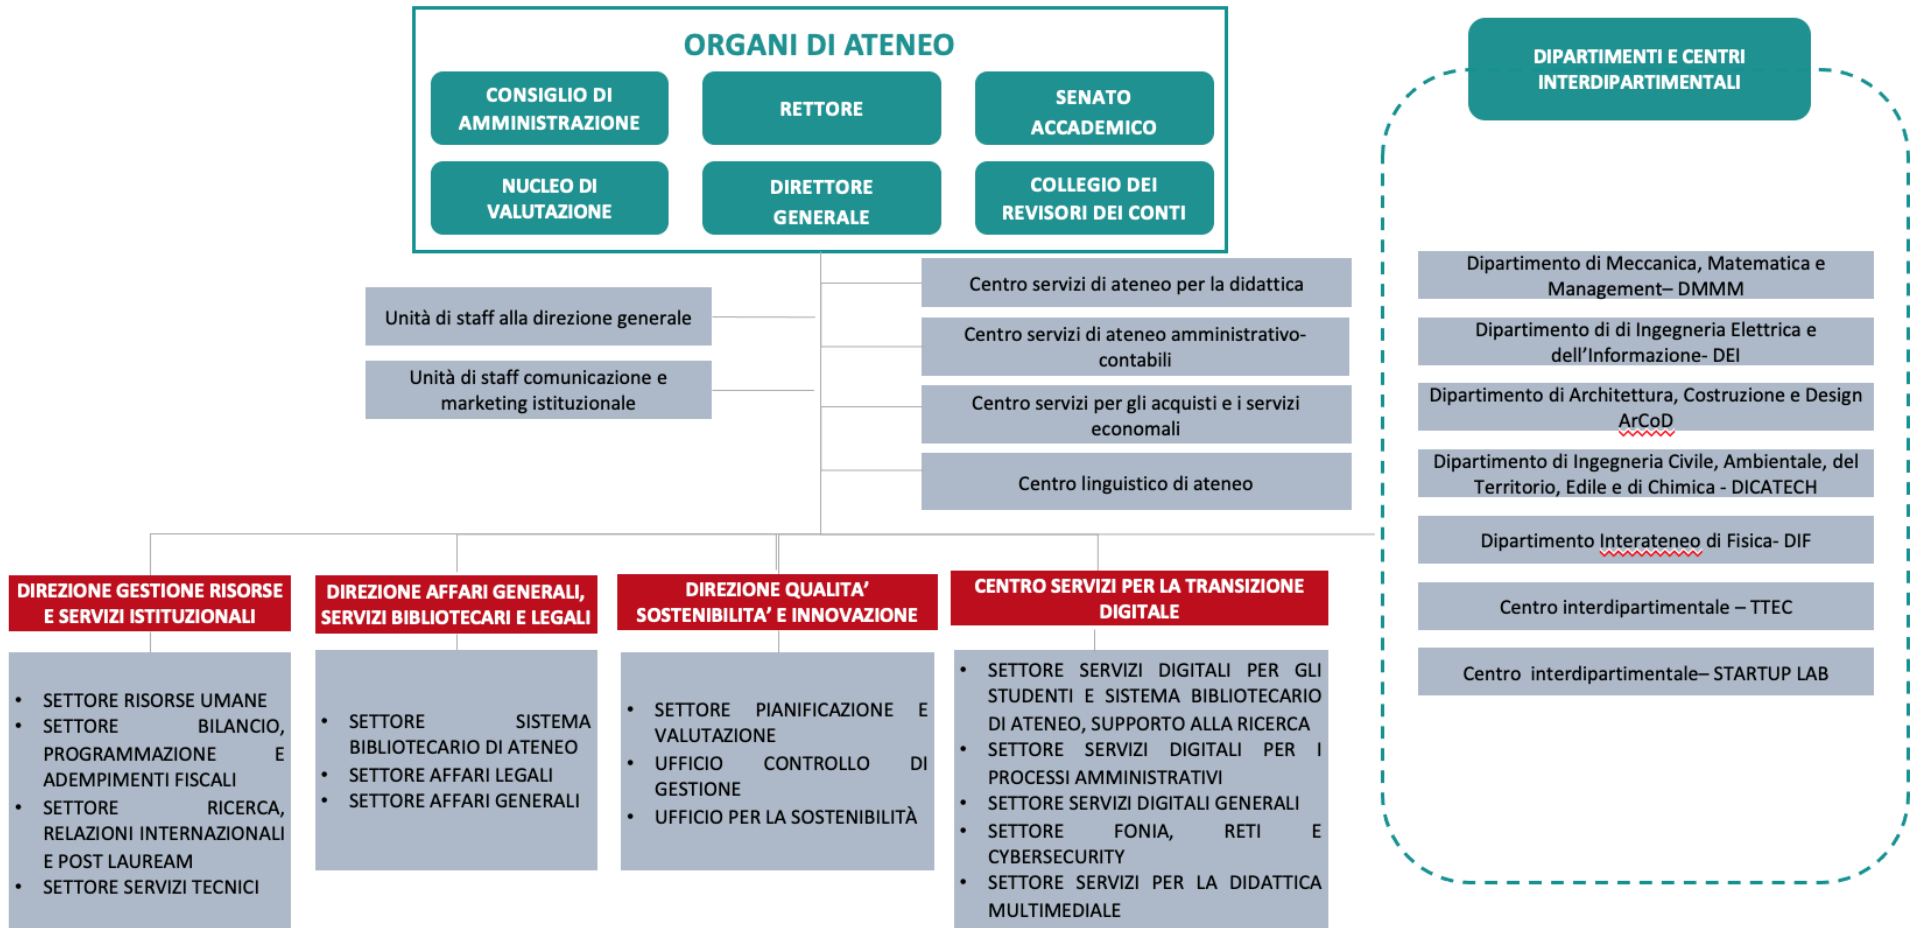 ORGANI DI ATENEO
CONSIGLIO DI
AMMINISTRAZIONE
RETTORE
SENATO
ACCADEMICO
NUCLEO DI
VALUTAZIONE
DIRETTORE
GENERALE
COLLEGIO DEI
REVISORI DEI CONTI
Unità di staff alla direzione generale
Unità di staff comunicazione e
marketing istituzionale
Centro servizi di ateneo per la didattica
Centro servizi di ateneo amministrativo-
contabili
Centro servizi per gli acquisti e i servizi
economali
Centro linguistico di ateneo
DIREZIONE GESTIONE RISORSE
E SERVIZI ISTITUZIONALI
• SETTORE RISORSE UMANE
• SETTORE BILANCIO,
PROGRAMMAZIONE E
ADEMPIMENTI FISCALI
• SETTORE RICERCA,
RELAZIONI INTERNAZIONALI
E POST LAUREAM
• SETTORE SERVIZI TECNICI
DIREZIONE AFFARI GENERALI,
SERVIZI BIBLIOTECARI E LEGALI
• SETTORE SISTEMA
BIBLIOTECARIO DI ATENEO
• SETTORE AFFARI LEGALI
• SETTORE AFFARI GENERALI
DIREZIONE QUALITA’
SOSTENIBILITA’ E INNOVAZIONE
• SETTORE PIANIFICAZIONE E
VALUTAZIONE
• UFFICIO CONTROLLO DI
GESTIONE
• UFFICIO PER LA SOSTENIBILITÀ
CENTRO SERVIZI PER LA TRANSIZIONE
DIGITALE
• SETTORE SERVIZI DIGITALI PER GLI
STUDENTI E SISTEMA BIBLIOTECARIO
DI ATENEO, SUPPORTO ALLA RICERCA
• SETTORE SERVIZI DIGITALI PER I
PROCESSI AMMINISTRATIVI
• SETTORE SERVIZI DIGITALI GENERALI
• SETTORE FONIA, RETI E
CYBERSECURITY
• SETTORE SERVIZI PER LA DIDATTICA
MULTIMEDIALE
DIPARTIMENTI E CENTRI
INTERDIPARTIMENTALI
Dipartimento di Meccanica, Matematica e
Management– DMMM
Dipartimento di di Ingegneria Elettrica e
dell’Informazione- DEI
Dipartimento di Architettura, Costruzione e Design
ArCoD
Dipartimento di Ingegneria Civile, Ambientale, del
Territorio, Edile e di Chimica - DICATECH
Dipartimento Interateneo di Fisica- DIF
Centro interdipartimentale – TTEC
Centro interdipartimentale– STARTUP LAB